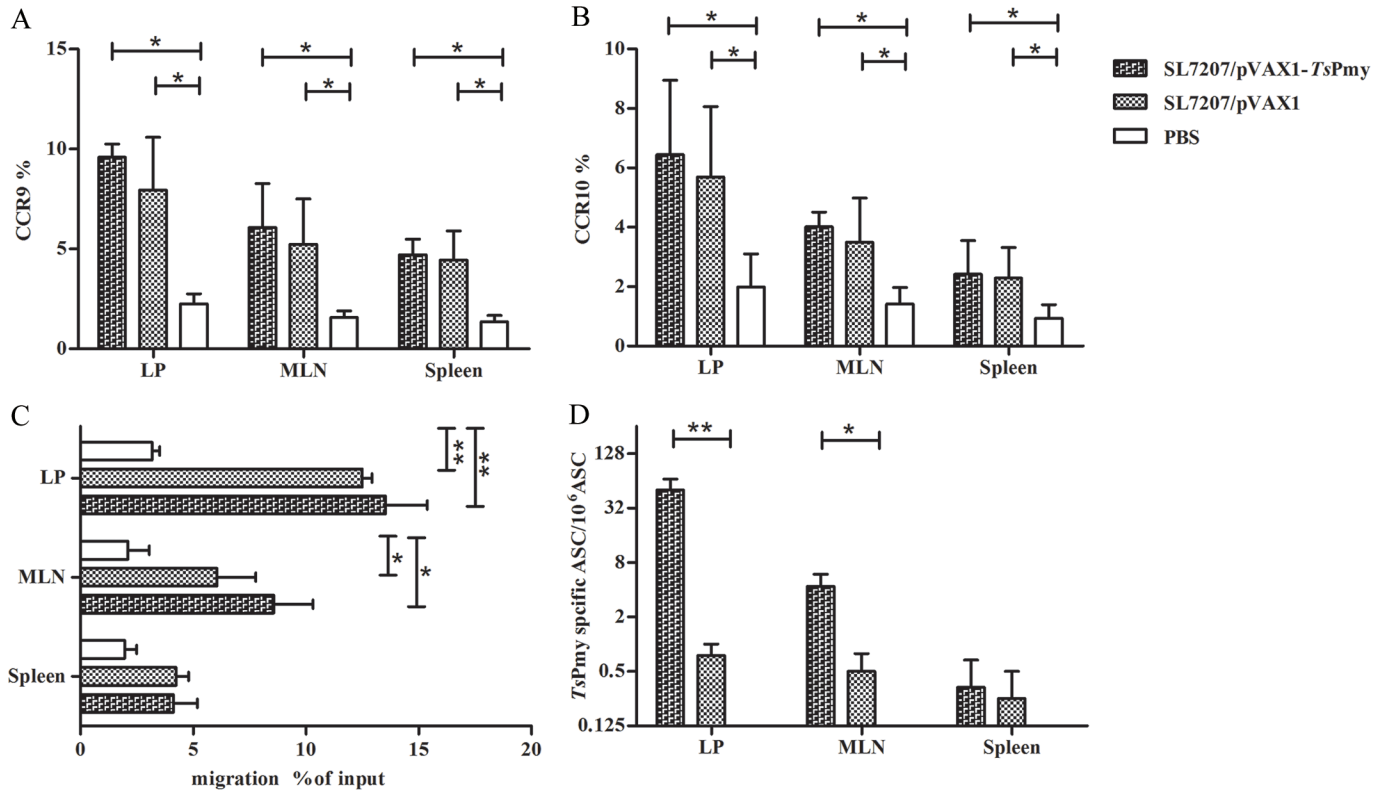 A
CCR9 %
15
10
5
0
*
*
*
*
*
*
LP
MLN
Spleen
B
CCR10 %
10
8
6
4
2
0
*
*
*
*
*
*
LP
MLN
Spleen
SL7207/pVAX1-TsPmy
SL7207/pVAX1
PBS
C
LP
MLN
Spleen
**
**
*
*
0
5
10
15
20
migration %of input
D
TsPmy spcific ASC/10⁶ASC
128
32
8
2
0.5
0.125
**
*
LP
MLN
Spleen